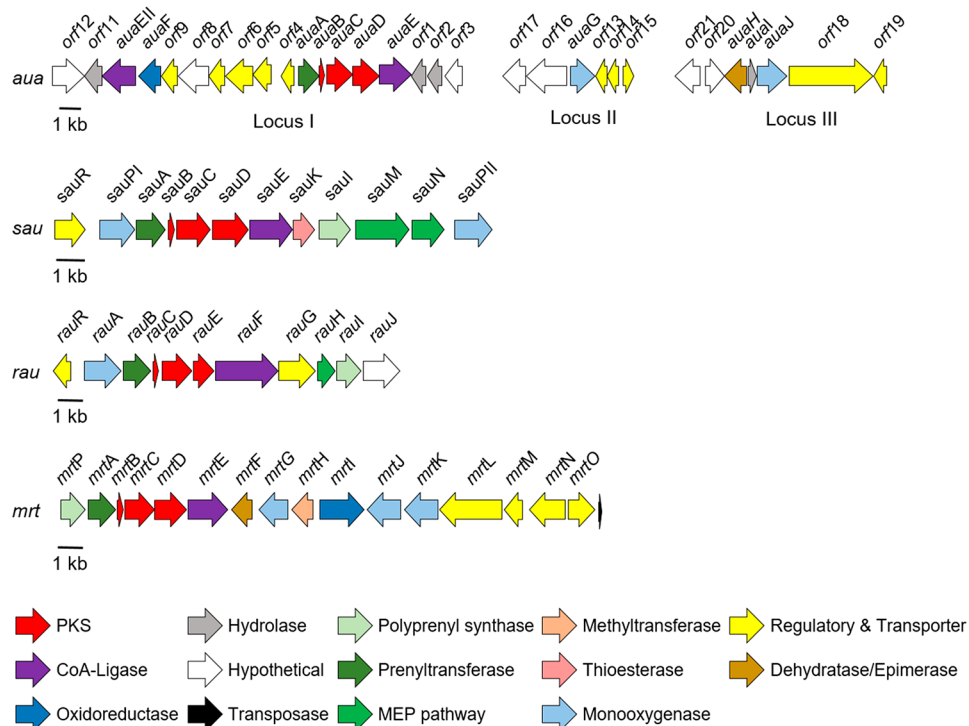 orf12 orf11 auaEII auaF orf9 orf8 orf7 orf6 orf5 orf4 auaA auaB auaC auaD auaE orf1 orf2 orf3 orf17 orf16 auaG orf13 orf14 orf15 orf21 orf20 auaH auaI auaJ orf18 orf19
aua
1 kb Locus I Locus II Locus III
sauR sauPI sauA sauB sauC sauD sauE sauK sauI sauM sauN sauPII
sau
1 kb
rauR rauA rauB rauC rauD rauE rauF rauG rauH rauI rauJ
rau
1 kb
mrtP mrtA mrtB mrtC mrtD mrtE mrtF mrtG mrtH mrtI mrtJ mrtK mrtL mrtM mrtN mrtO
mrt
1 kb
PKS Hydrolase Polyprenyl synthase Methyltransferase Regulatory & Transporter
CoA-Ligase Hypothetical Prenyltransferase Thioesterase Dehydratase/Epimerase
Oxidoreductase Transposase MEP pathway Monooxygenase